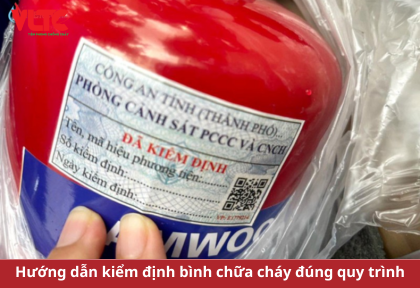 VCTC
CÔNG AN TỈNH (THÀNH PHỐ)...
PHÒNG CẢNH SÁT PCCC VÀ CNCH
ĐÃ KIỂM ĐỊNH
Tên, mã hiệu phương tiện:
Số kiểm định:
Ngày kiểm định:
AMWOO
Hướng dẫn kiểm định bình chữa cháy đúng quy trình